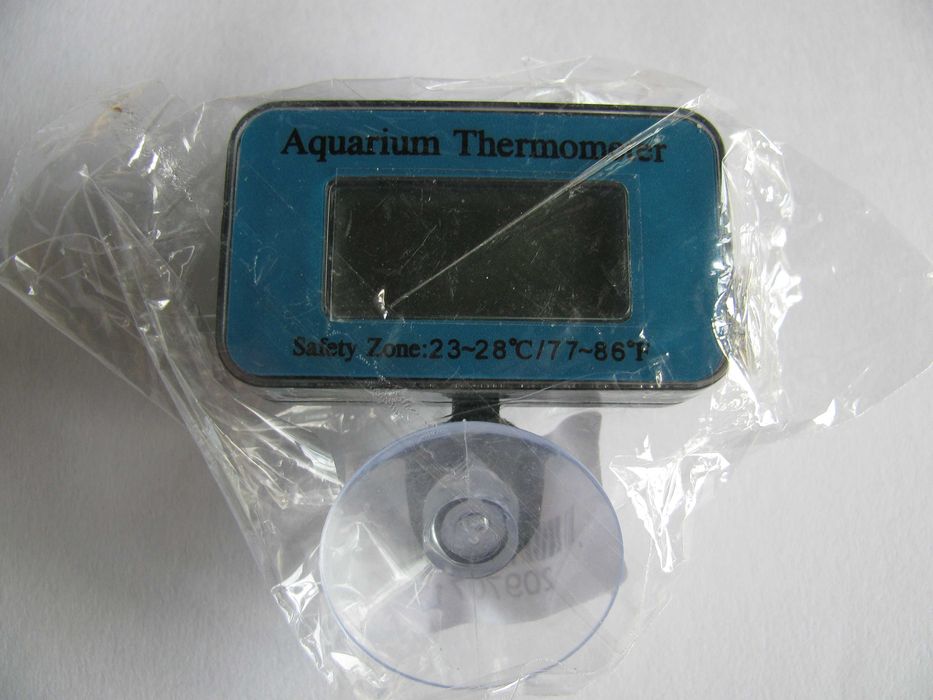 Aquarium Thermometer
Safety Zone:23~28℃/77~86°F